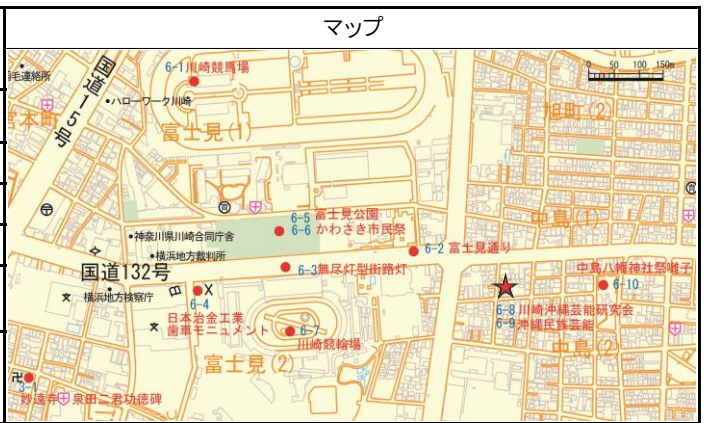 マップ
6-1川崎競馬場
0 50 100 150m
毛連絡所
ハローワーク川崎
国道15号
宮本町
富士見(1)
旭町(2)
6-5 富士見公園
6-6 かわさき市民祭
中島(1)
神奈川県川崎合同庁舎
6-2 富士見通り
横浜地方裁判所
6-3無尽灯型街路灯
国道132号
中島八幡神社祭囃子
6-10
横浜地方検察庁
6-4
日本冶金工業
歯車モニュメント
6-7
川崎競輪場
6-8川崎沖縄芸能研究会
6-9沖縄民族芸能
富士見(2)
中島(2)
3-1
妙遠寺 泉田二君功徳碑